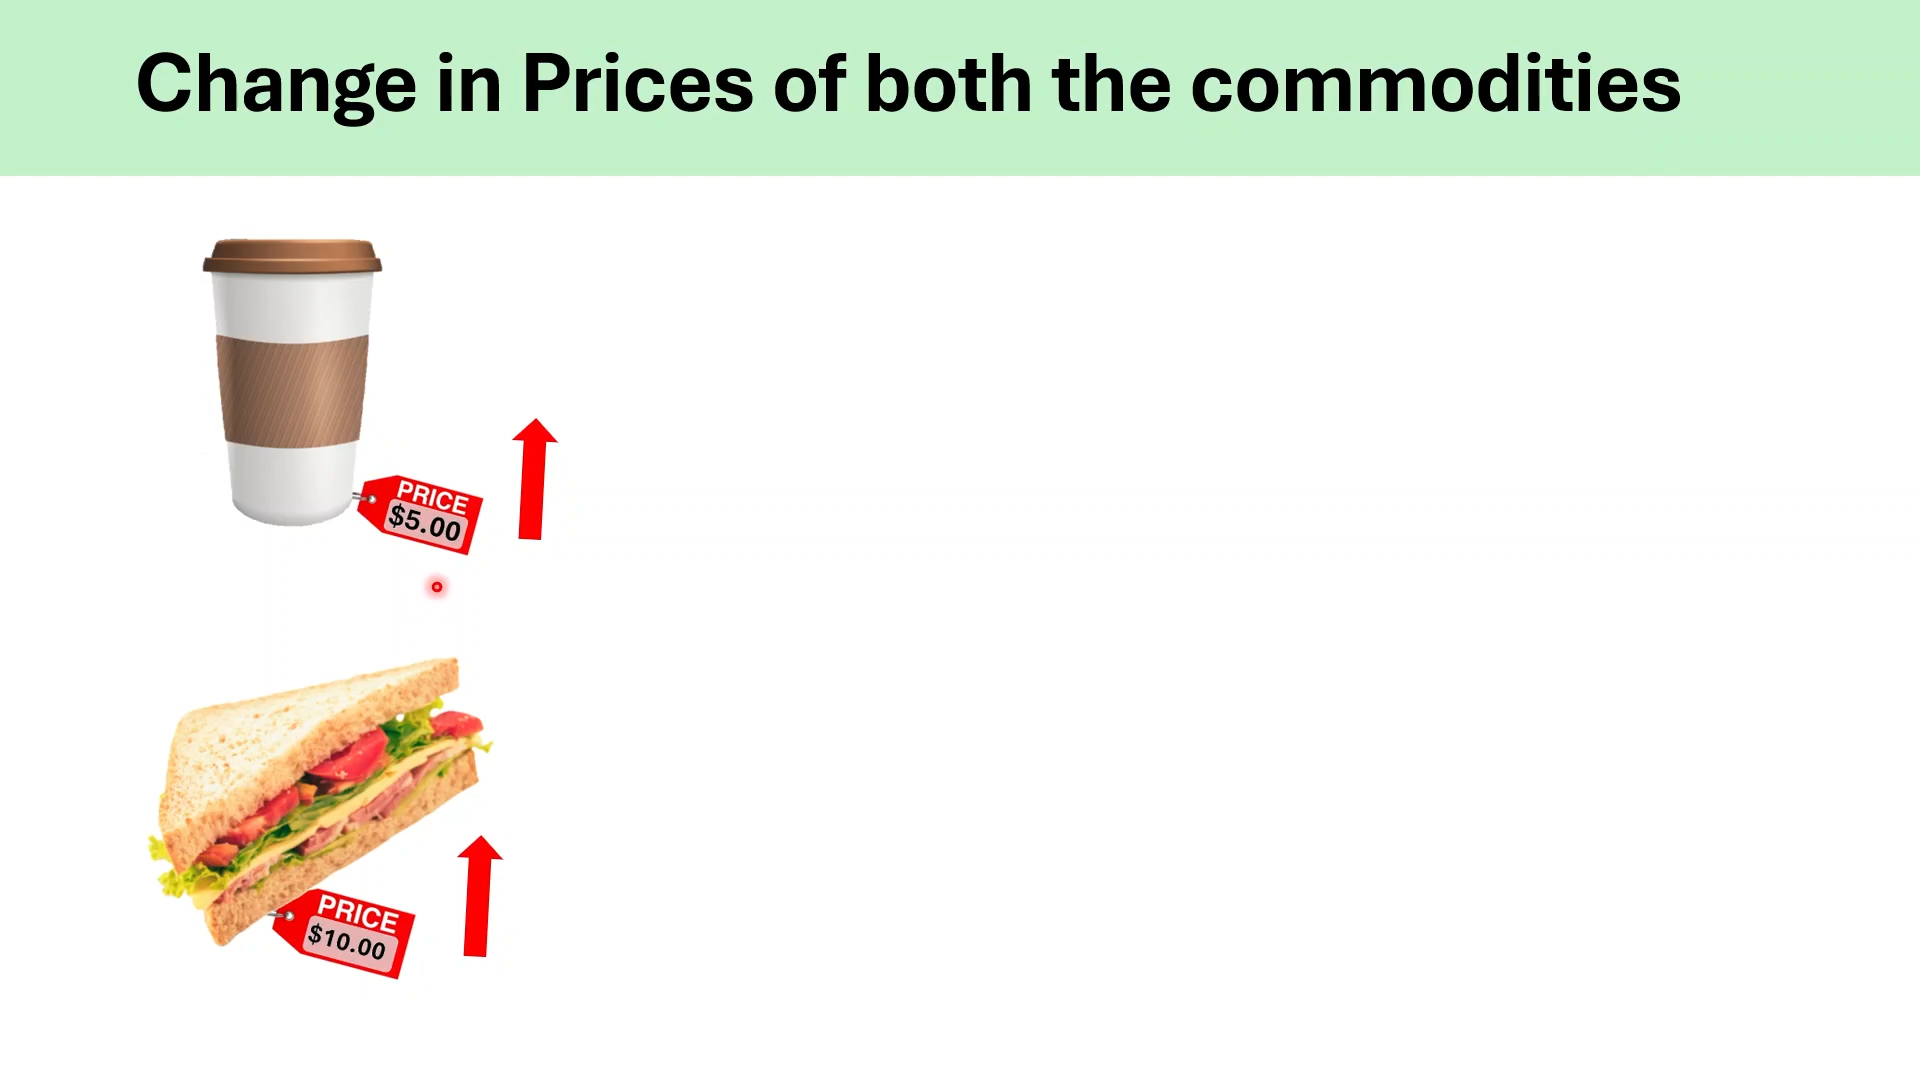 Change in Prices of both the commodities
PRICE
$5.00
PRICE
$10.00